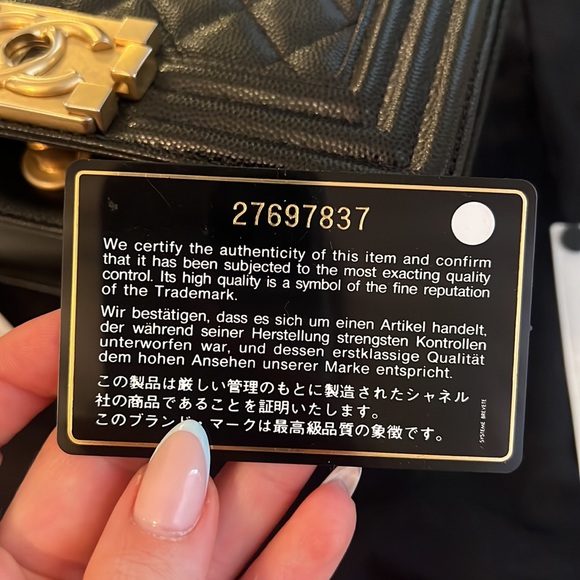 27697837
We certify the authenticity of this item and confirm
that it has been subjected to the most exacting quality
control. Its high quality is a symbol of the fine reputation
of the Trademark.
Wir bestätigen, dass es sich um einen Artikel handelt,
der während seiner Herstellung strengsten Kontrollen
unterworfen war, und dessen erstklassige Qualität
dem hohen Ansehen unserer Marke entspricht.
この製品は厳しい管理のもとに製造されたシャネル
社の商品であることを証明いたします。
このブランド・マークは最高級品質の象徴です。
SYSTEME BREVETE